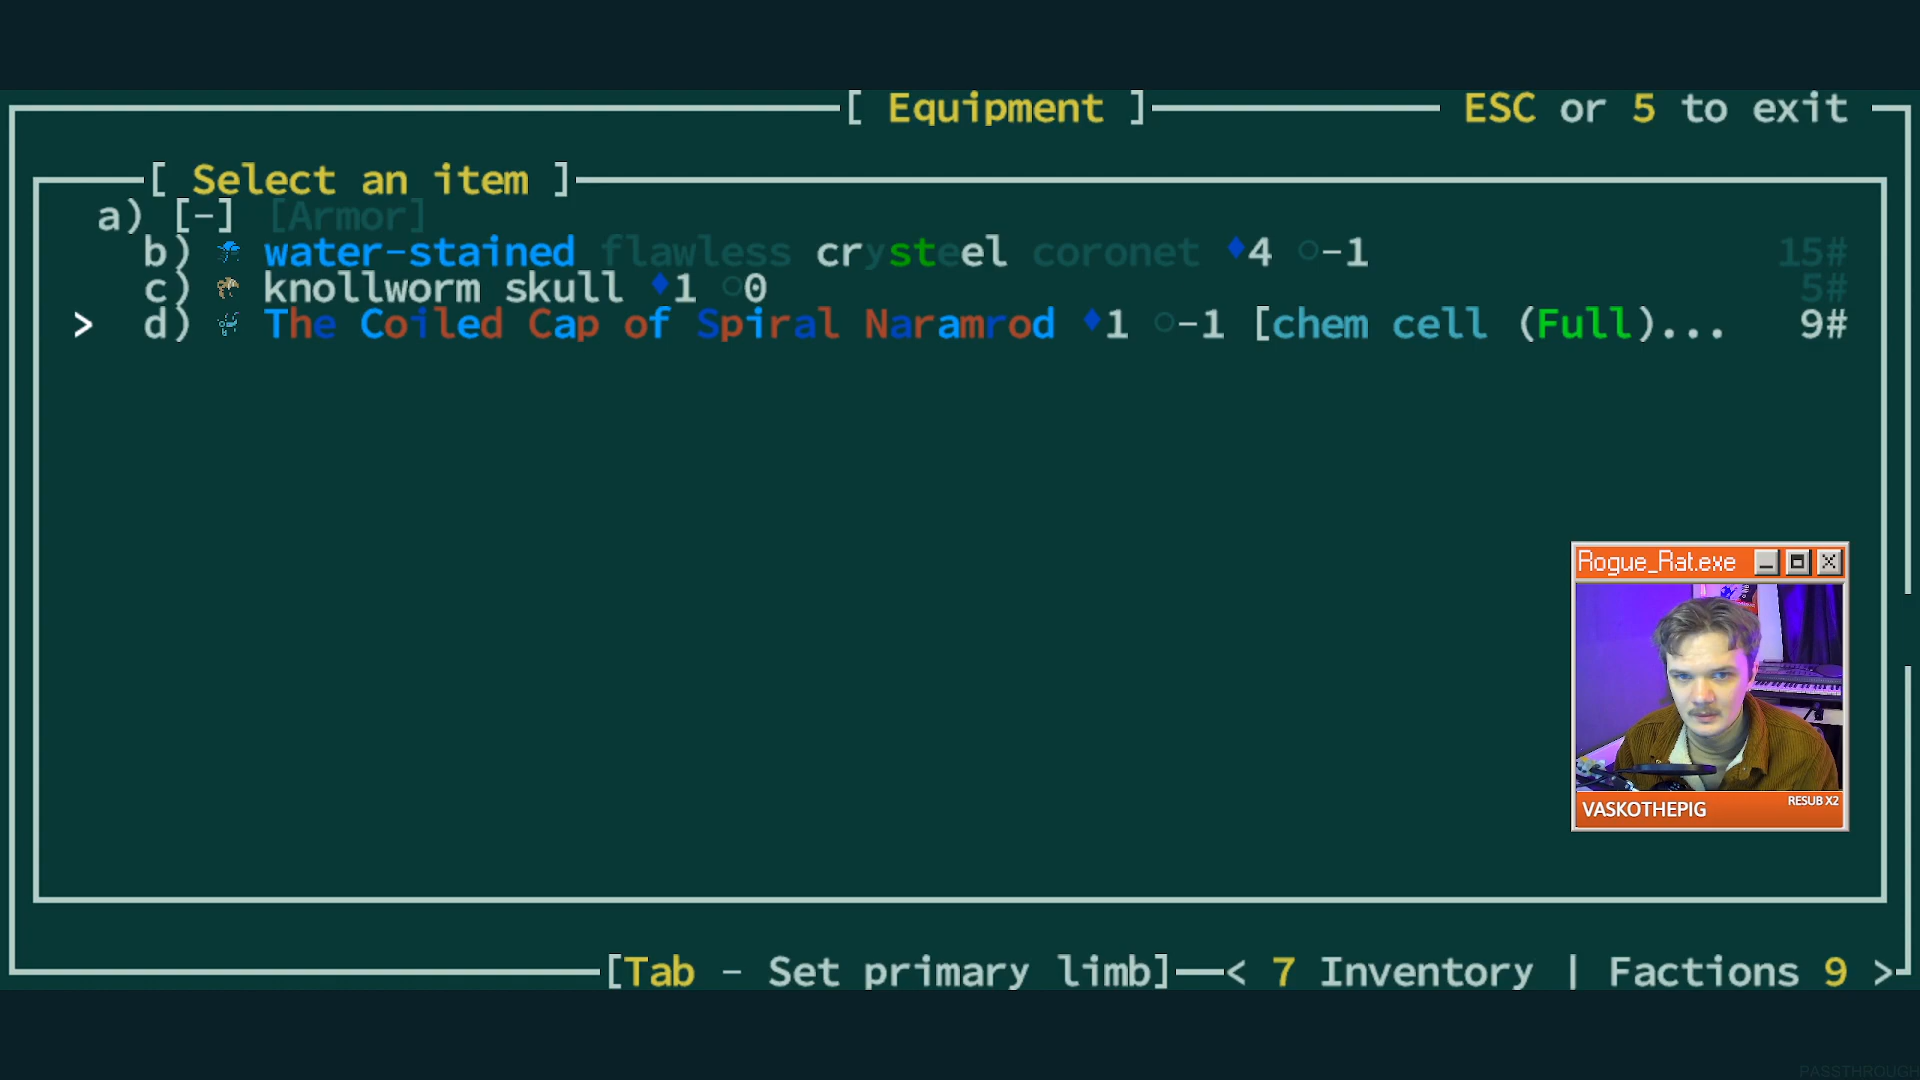 [ Equipment ] ESC or 5 to exit
[ Select an item ]
a) [-] [Armor]
b) water-stained flawless crysteel coronet ♦4 ○-1 15#
c) knollworm skull ♦1 ○0 5#
> d) The Coiled Cap of Spiral Naramrod ♦1 ○-1 [chem cell (Full)... 9#
Rogue_Rat.exe
VASKOTHEPIG RESUB X2
[Tab - Set primary limb] < 7 Inventory | Factions 9 >
PASSTHROUGH